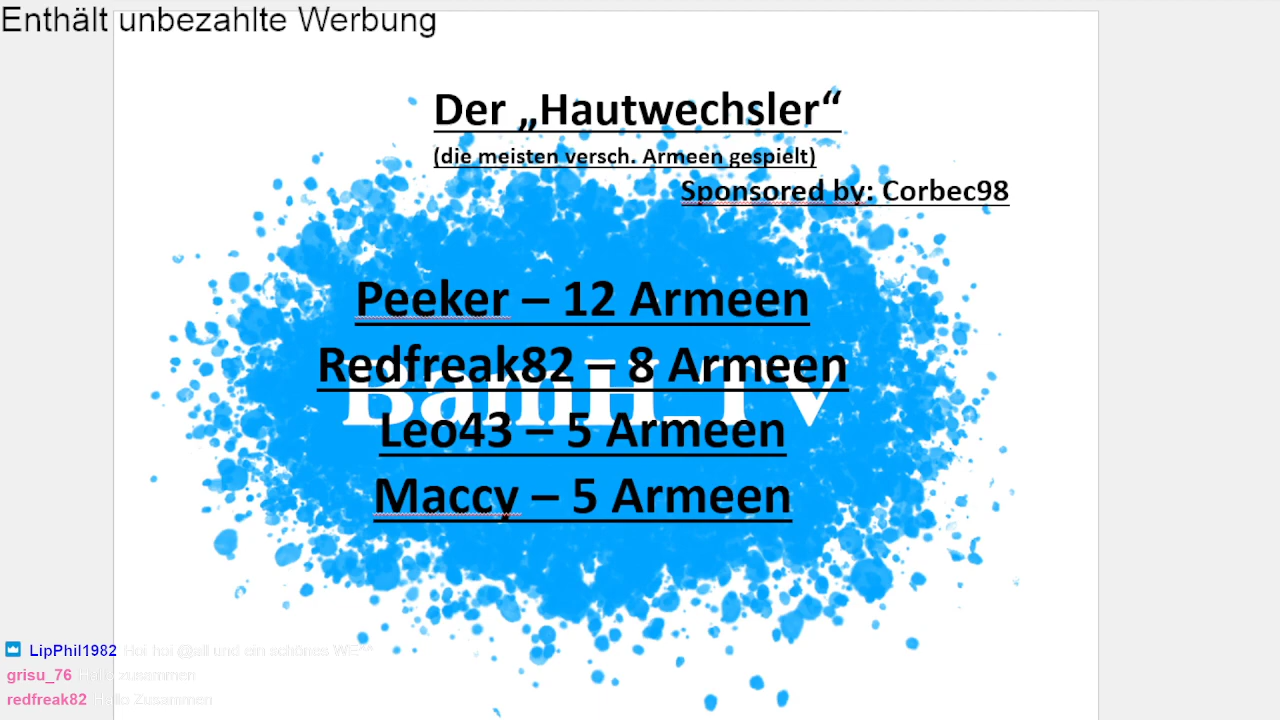 Enthält unbezahlte Werbung
Der „Hautwechsler“
(die meisten versch. Armeen gespielt)
Sponsored by: Corbec98
Peeker – 12 Armeen
Redfreak82 – 8 Armeen
BamH_TV
Leo43 – 5 Armeen
Maccy – 5 Armeen
LipPhil1982 Hoi hoi @all und ein schönes WE^^
grisu_76 Hallo zusammen
redfreak82 Hallo Zusammen